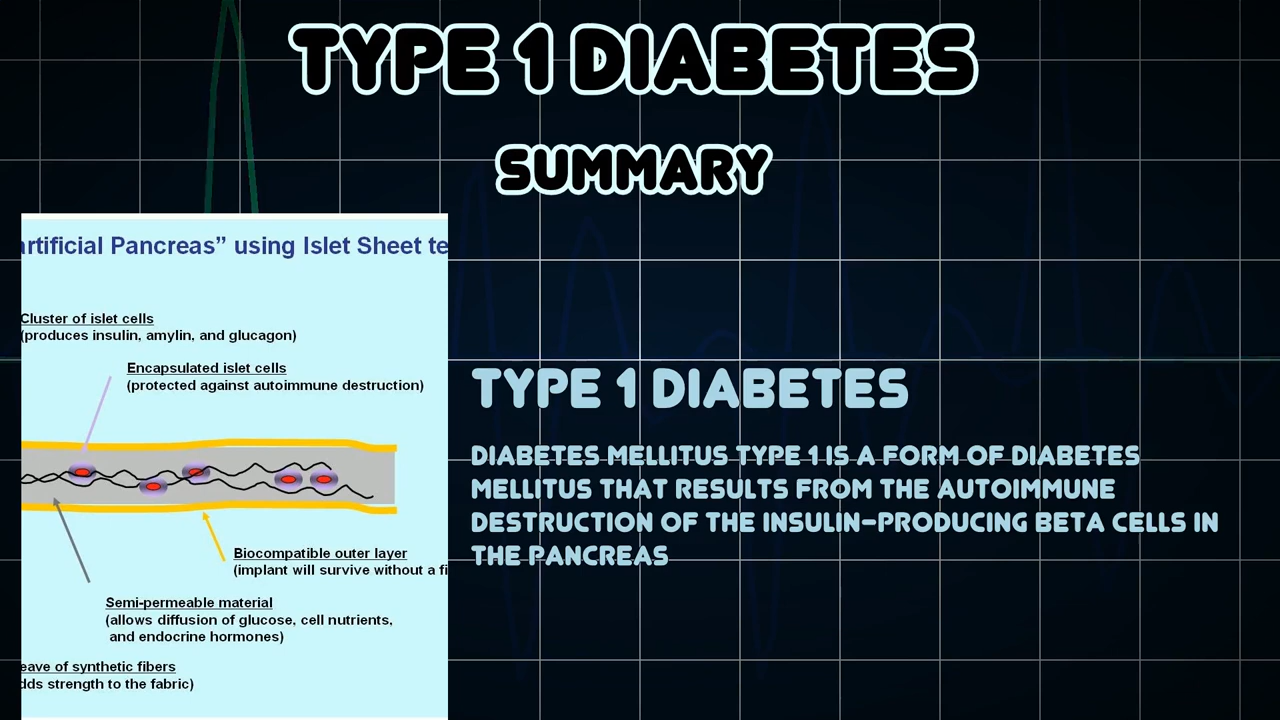 TYPE 1 DIABETES
SUMMARY
artificial Pancreas” using Islet Sheet te
Cluster of islet cells
(produces insulin, amylin, and glucagon)
Encapsulated islet cells
(protected against autoimmune destruction)
Biocompatible outer layer
(implant will survive without a fi
Semi-permeable material
(allows diffusion of glucose, cell nutrients,
and endocrine hormones)
eave of synthetic fibers
dds strength to the fabric)
TYPE 1 DIABETES
DIABETES MELLITUS TYPE 1 IS A FORM OF DIABETES
MELLITUS THAT RESULTS FROM THE AUTOIMMUNE
DESTRUCTION OF THE INSULIN-PRODUCING BETA CELLS IN
THE PANCREAS